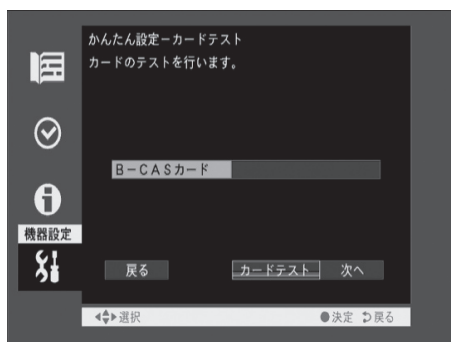 かんたん設定－カードテスト
カードのテストを行います。
B－CASカード
機器設定
戻る カードテスト 次へ
選択 決定 戻る